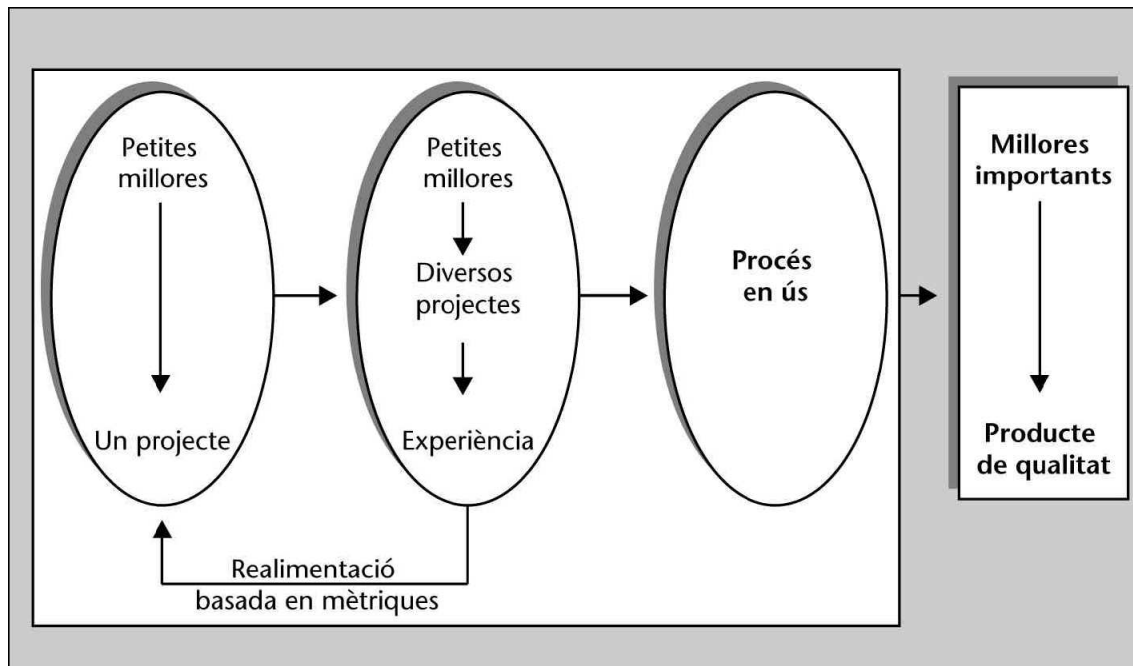 Petites
millores
Un projecte
Petites
millores
Diversos
projectes
Experiència
Procés
en ús
Millores
importants
Producte
de qualitat
Realimentació
basada en mètriques